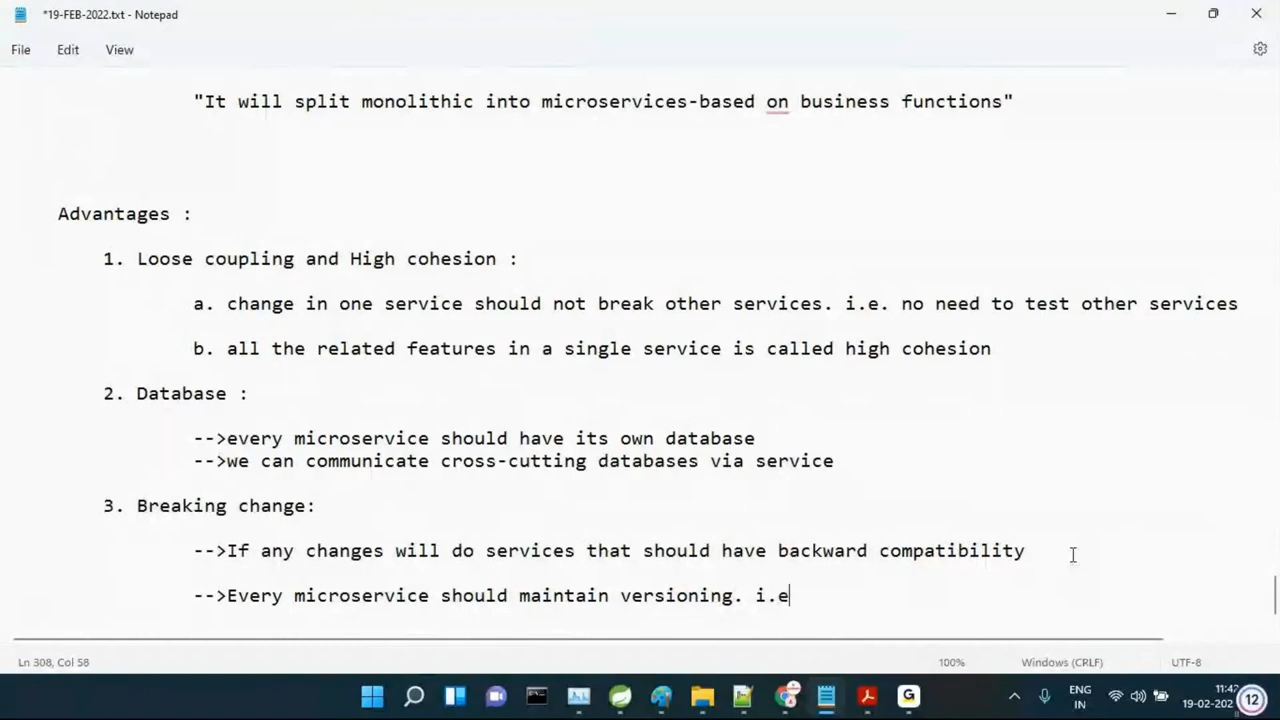 *19-FEB-2022.txt - Notepad
File Edit View
"It will split monolithic into microservices-based on business functions"
Advantages :
1. Loose coupling and High cohesion :
a. change in one service should not break other services. i.e. no need to test other services
b. all the related features in a single service is called high cohesion
2. Database :
-->every microservice should have its own database
-->we can communicate cross-cutting databases via service
3. Breaking change:
-->If any changes will do services that should have backward compatibility
-->Every microservice should maintain versioning. i.e
Ln 308, Col 58 100% Windows (CRLF) UTF-8
ENG
IN
19-02-202
12